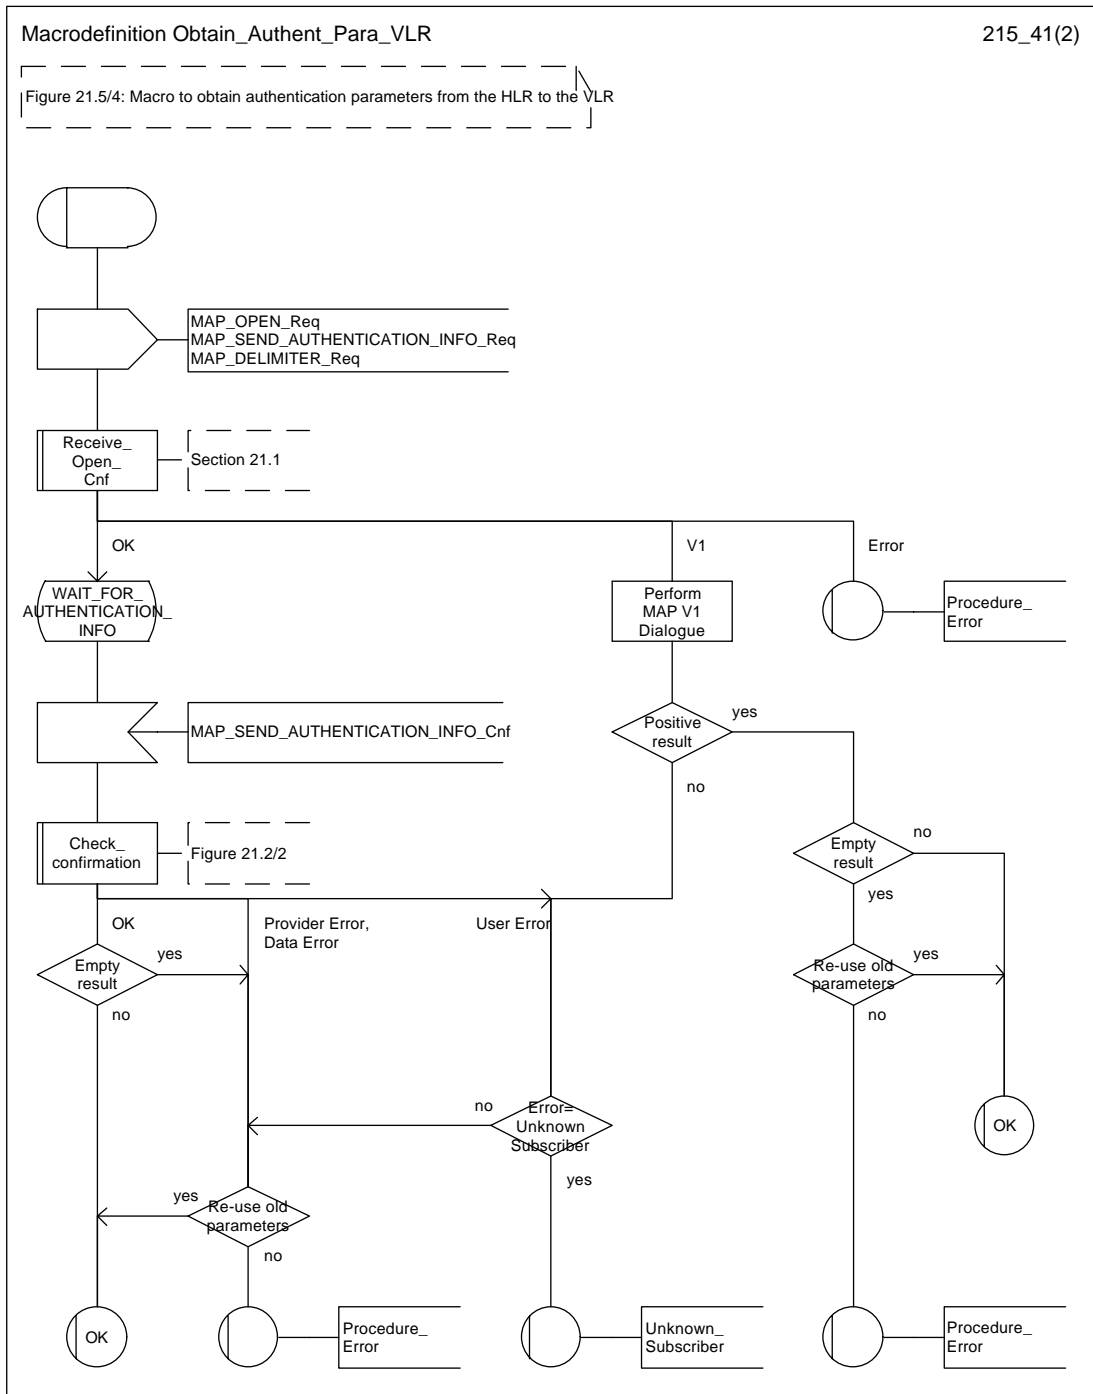 Macrodefinition Obtain_Authent_Para_VLR
215_41(2)
Figure 21.5/4: Macro to obtain authentication parameters from the HLR to the VLR
MAP_OPEN_Req
MAP_SEND_AUTHENTICATION_INFO_Req
MAP_DELIMITER_Req
Receive_
Open_
Cnf
Section 21.1
OK
V1
Error
WAIT_FOR_
AUTHENTICATION_
INFO
Perform
MAP V1
Dialogue
Procedure_
Error
MAP_SEND_AUTHENTICATION_INFO_Cnf
Positive
result
yes
no
Check_
confirmation
Figure 21.2/2
Empty
result
no
yes
OK
Provider Error,
Data Error
User Error
Empty
result
yes
no
Re-use old
parameters
yes
no
Error=
Unknown
Subscriber
no
yes
OK
Re-use old
parameters
yes
no
OK
Procedure_
Error
Unknown_
Subscriber
Procedure_
Error